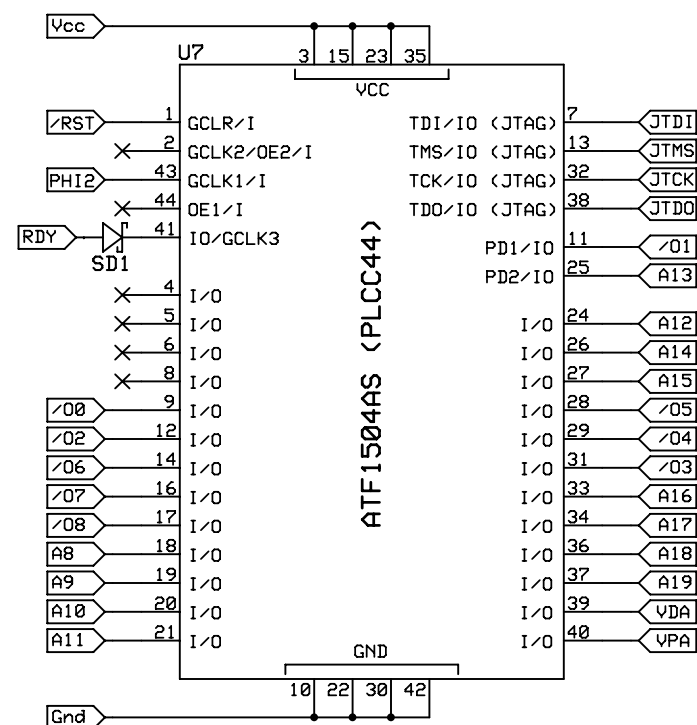 Vcc
U7
3 15 23 35
VCC
/RST 1 GCLR/I TDI/IO (JTAG) 7 JTDI
2 GCLK2/OE2/I TMS/IO (JTAG) 13 JTMS
PHI2 43 GCLK1/I TCK/IO (JTAG) 32 JTCK
44 OE1/I TDO/IO (JTAG) 38 JTDO
RDY 41 IO/GCLK3
SD1
PD1/IO 11 /O1
PD2/IO 25 A13
4 I/O
5 I/O I/O 24 A12
6 I/O I/O 26 A14
8 I/O I/O 27 A15
/O0 9 I/O I/O 28 /O5
/O2 12 I/O I/O 29 /O4
/O6 14 I/O I/O 31 /O3
/O7 16 I/O I/O 33 A16
/O8 17 I/O I/O 34 A17
A8 18 I/O I/O 36 A18
A9 19 I/O I/O 37 A19
A10 20 I/O I/O 39 VDA
A11 21 I/O I/O 40 VPA
ATF1504AS (PLCC44)
GND
10 22 30 42
Gnd